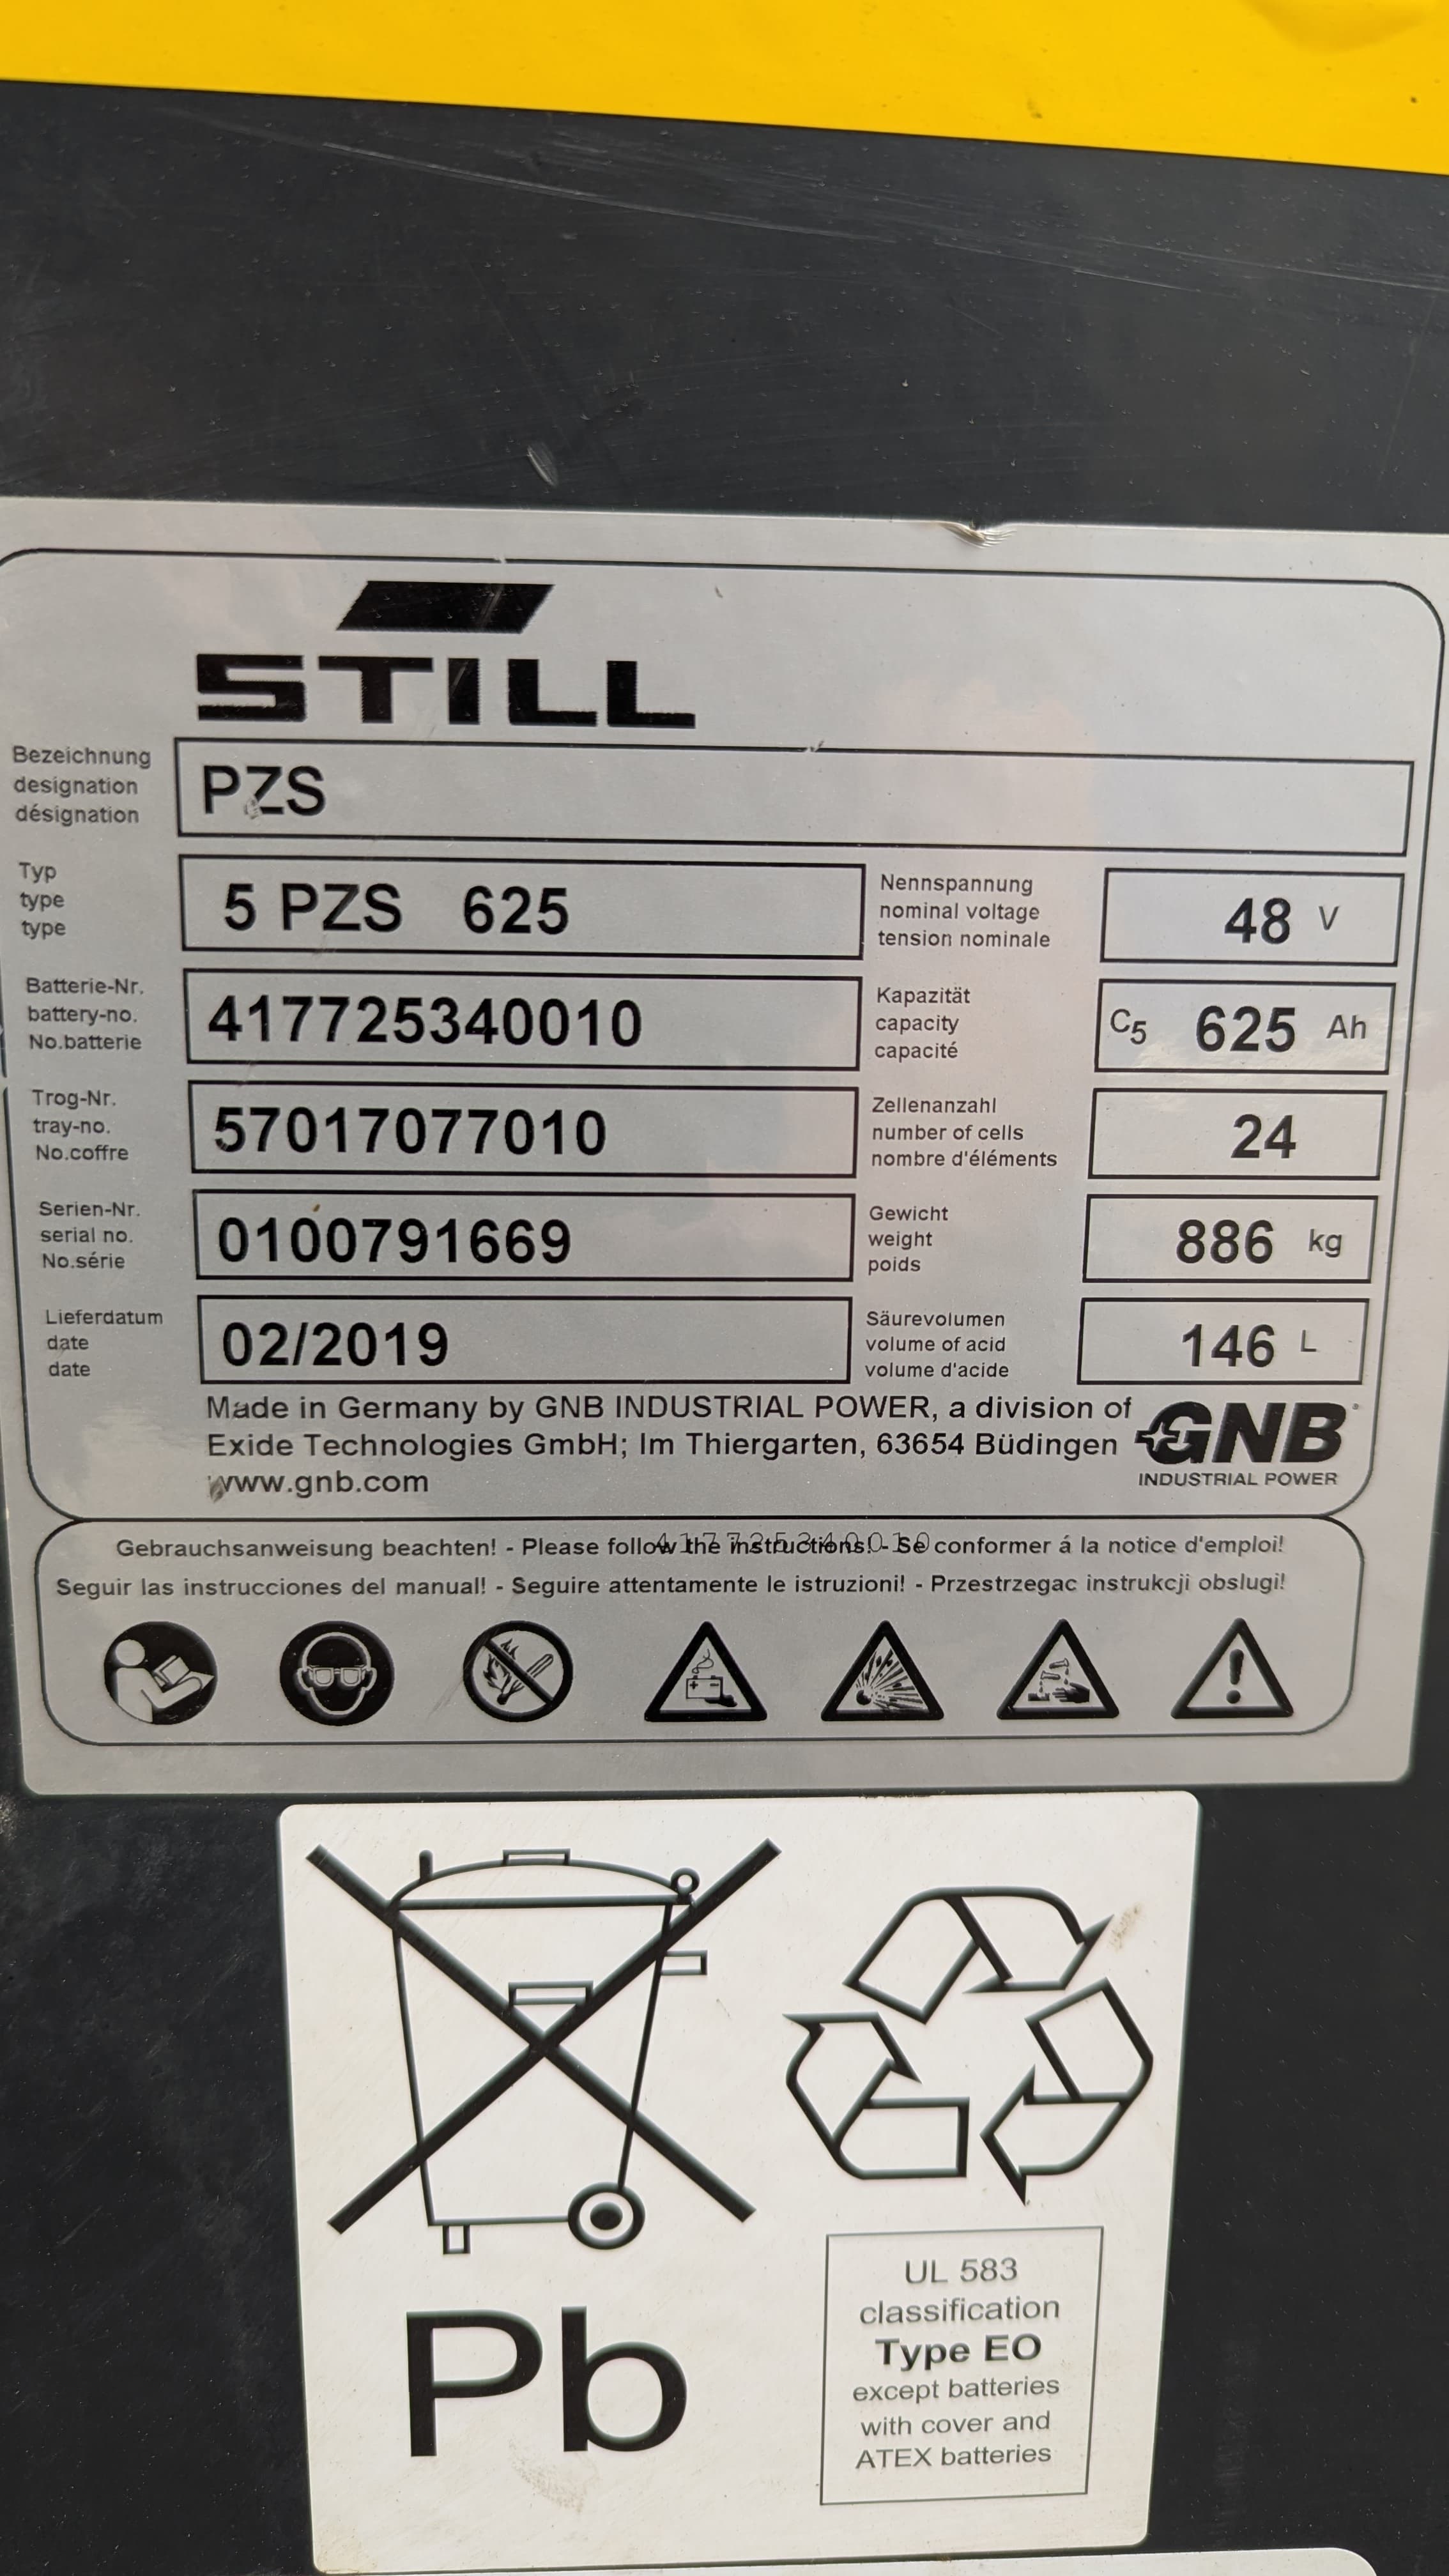 STILL
Bezeichnung
designation
désignation
PZS
Typ
type
type
5 PZS 625
Nennspannung
nominal voltage
tension nominale
48 V
Batterie-Nr.
battery-no.
No.batterie
417725340010
Kapazität
capacity
capacité
C5 625 Ah
Trog-Nr.
tray-no.
No.coffre
57017077010
Zellenanzahl
number of cells
nombre d'éléments
24
Serien-Nr.
serial no.
No.série
0100791669
Gewicht
weight
poids
886 kg
Lieferdatum
date
date
02/2019
Säurevolumen
volume of acid
volume d'acide
146 L
Made in Germany by GNB INDUSTRIAL POWER, a division of
Exide Technologies GmbH; Im Thiergarten, 63654 Büdingen
www.gnb.com
GNB
INDUSTRIAL POWER
417725340010
Gebrauchsanweisung beachten! - Please follow the instructions! - Se conformer á la notice d'emploi!
Seguir las instrucciones del manual! - Seguire attentamente le istruzioni! - Przestrzegac instrukcji obslugi!
Pb
UL 583
classification
Type EO
except batteries
with cover and
ATEX batteries